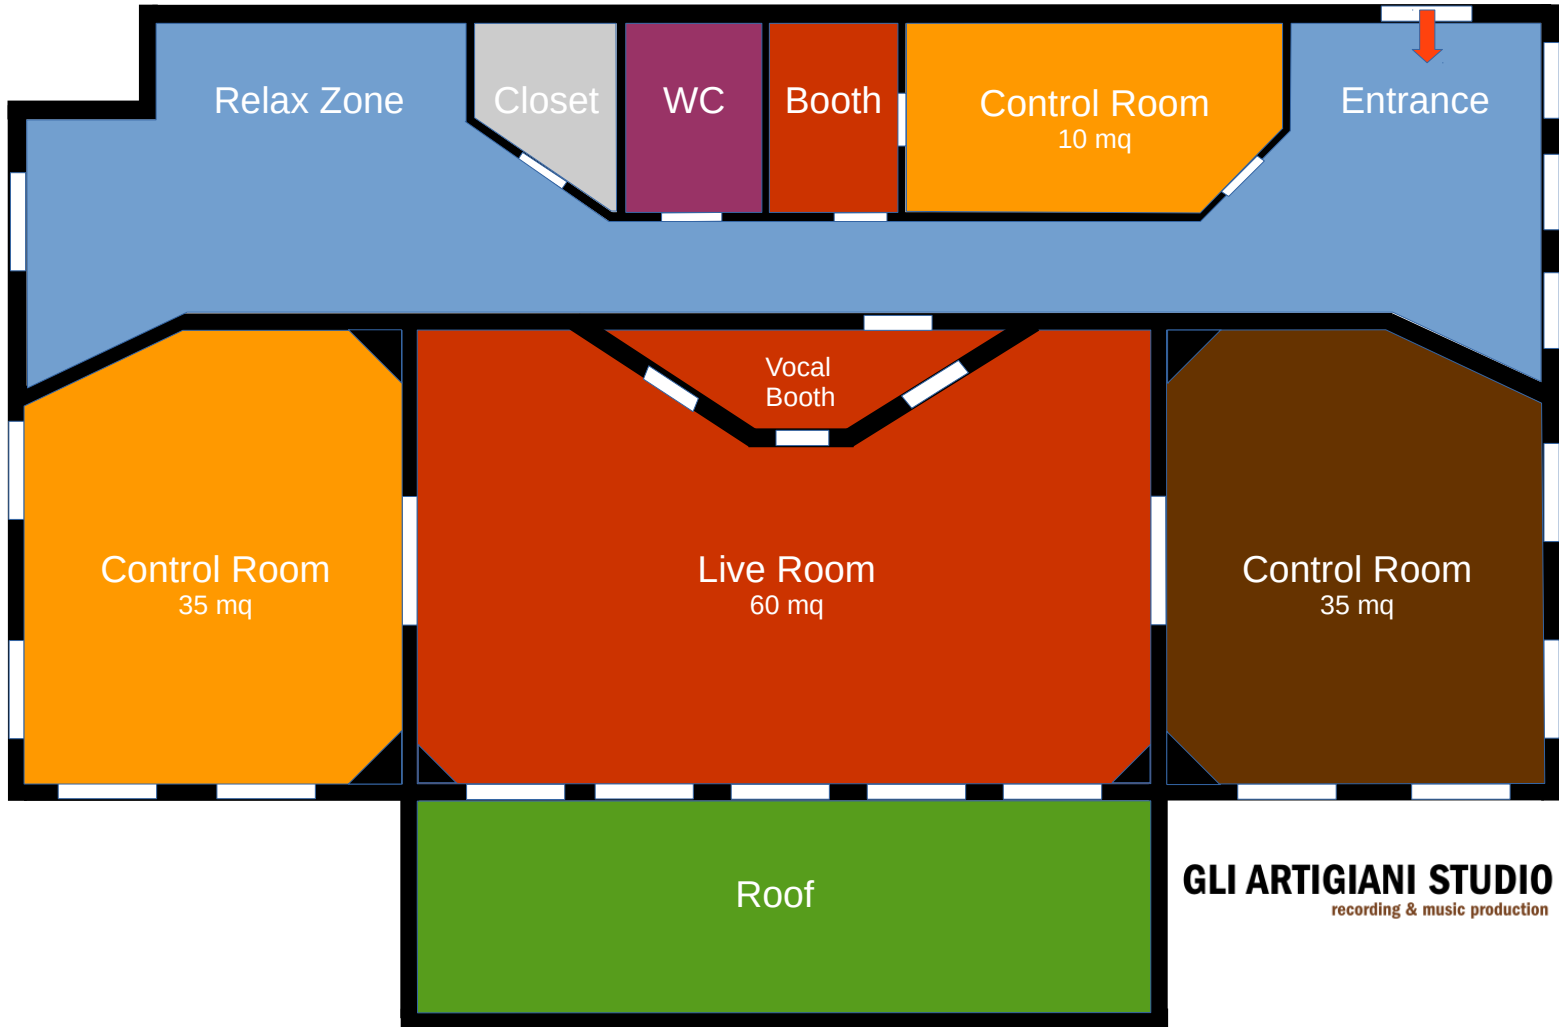 Relax Zone
Closet
WC
Booth
Control Room
10 mq
Entrance
Vocal
Booth
Control Room
35 mq
Live Room
60 mq
Control Room
35 mq
Roof
GLI ARTIGIANI STUDIO
recording & music production